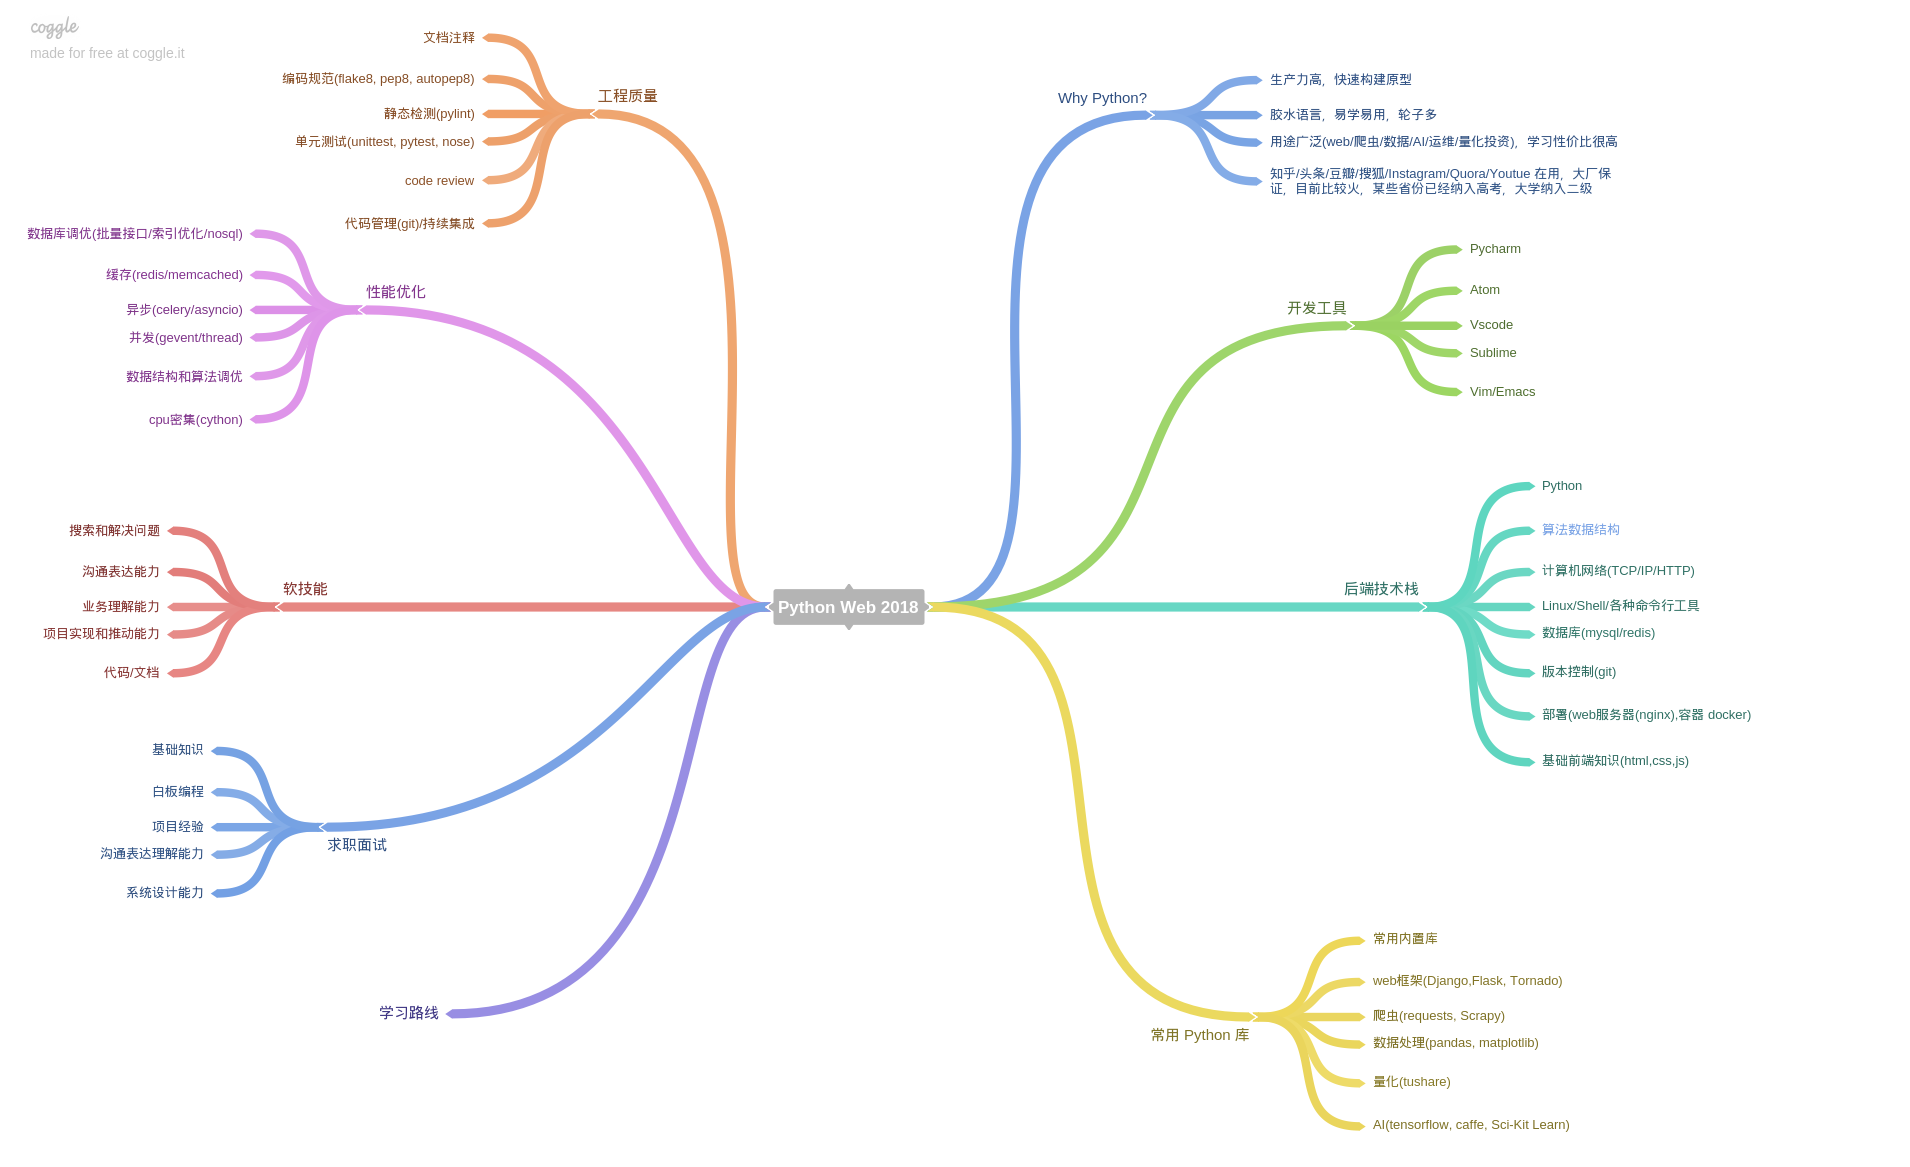 coggle
made for free at coggle.it
Python Web 2018
工程质量
文档注释
编码规范(flake8, pep8, autopep8)
静态检测(pylint)
单元测试(unittest, pytest, nose)
code review
代码管理(git)/持续集成
性能优化
数据库调优(批量接口/索引优化/nosql)
缓存(redis/memcached)
异步(celery/asyncio)
并发(gevent/thread)
数据结构和算法调优
cpu密集(cython)
软技能
搜索和解决问题
沟通表达能力
业务理解能力
项目实现和推动能力
代码/文档
求职面试
基础知识
白板编程
项目经验
沟通表达理解能力
系统设计能力
学习路线
Why Python?
生产力高，快速构建原型
胶水语言，易学易用，轮子多
用途广泛(web/爬虫/数据/AI/运维/量化投资)，学习性价比很高
知乎/头条/豆瓣/搜狐/Instagram/Quora/Youtue 在用，大厂保
证，目前比较火，某些省份已经纳入高考，大学纳入二级
开发工具
Pycharm
Atom
Vscode
Sublime
Vim/Emacs
后端技术栈
Python
算法数据结构
计算机网络(TCP/IP/HTTP)
Linux/Shell/各种命令行工具
数据库(mysql/redis)
版本控制(git)
部署(web服务器(nginx),容器 docker)
基础前端知识(html,css,js)
常用 Python 库
常用内置库
web框架(Django,Flask, Tornado)
爬虫(requests, Scrapy)
数据处理(pandas, matplotlib)
量化(tushare)
AI(tensorflow, caffe, Sci-Kit Learn)